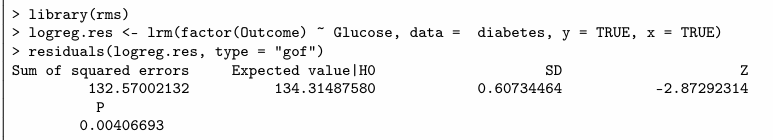 > library(rms)
> logreg.res <- lrm(factor(Outcome) ~ Glucose, data =  diabetes, y = TRUE, x = TRUE)
> residuals(logreg.res, type = "gof")
Sum of squared errors     Expected value|H0                    SD                     Z
         132.57002132          134.31487580            0.60734464           -2.87292314
          P
         0.00406693